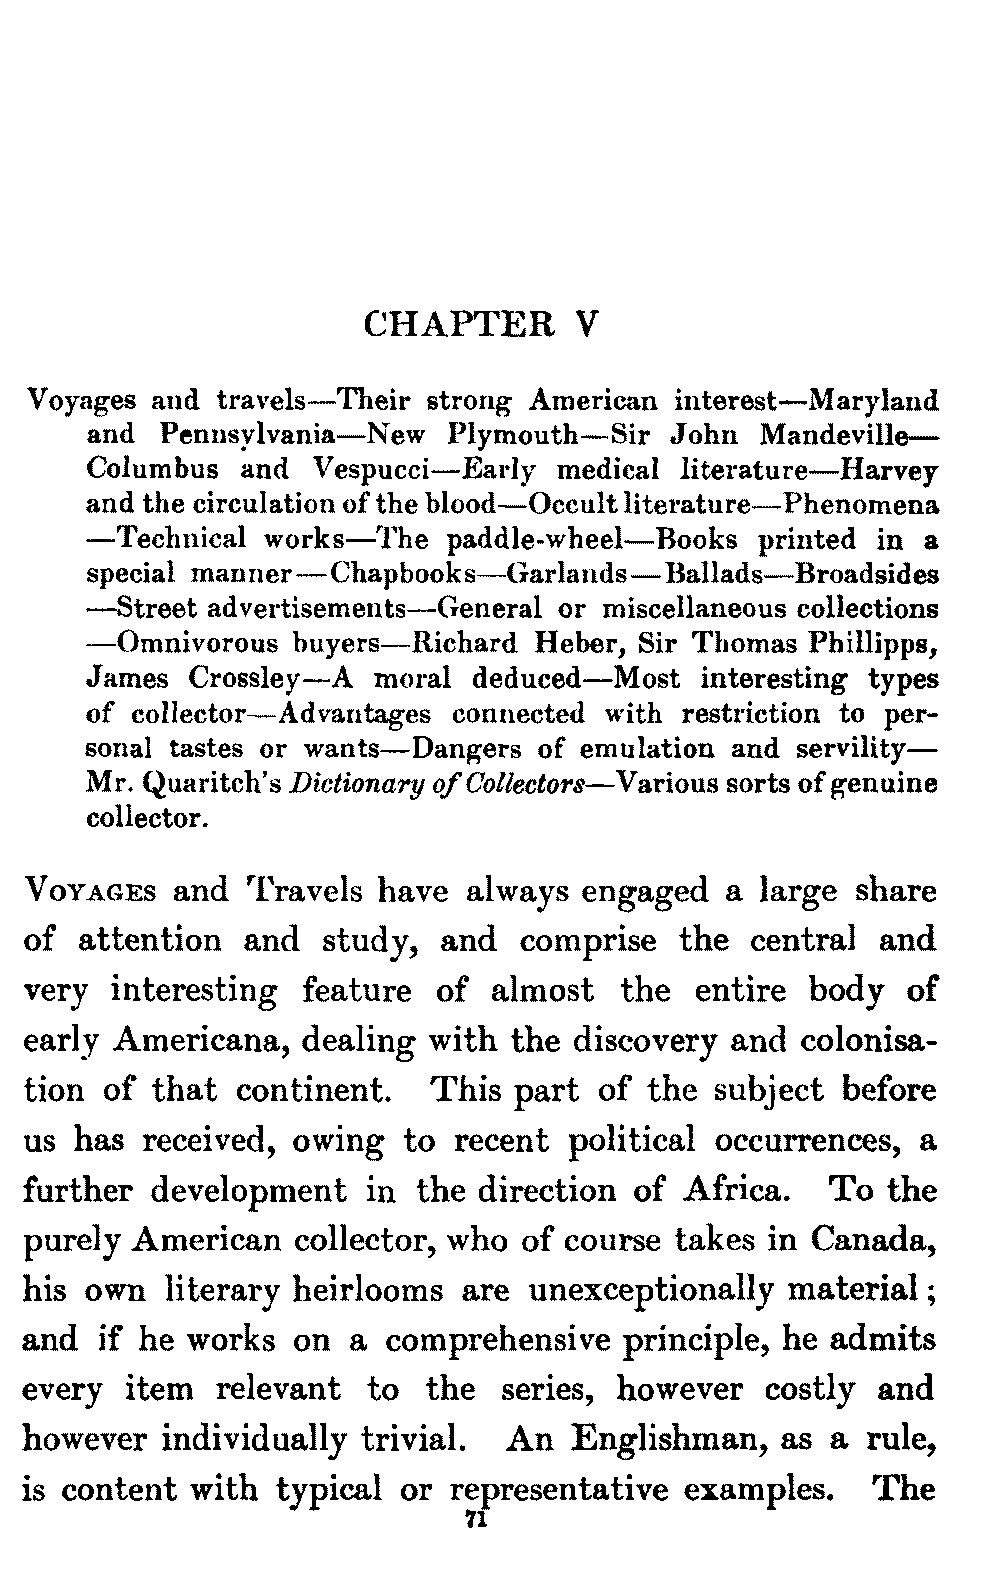 CHAPTER V
Voyages and travels—Their strong American interest—Maryland
and Pennsylvania—New Plymouth—Sir John Mandeville—
Columbus and Vespucci—Early medical literature—Harvey
and the circulation of the blood—Occult literature—Phenomena
—Technical works—The paddle-wheel—Books printed in a
special manner—Chapbooks—Garlands—Ballads—Broadsides
—Street advertisements—General or miscellaneous collections
—Omnivorous buyers—Richard Heber, Sir Thomas Phillipps,
James Crossley—A moral deduced—Most interesting types
of collector—Advantages connected with restriction to per-
sonal tastes or wants—Dangers of emulation and servility—
Mr. Quaritch's Dictionary of Collectors—Various sorts of genuine
collector.
VOYAGES and Travels have always engaged a large share
of attention and study, and comprise the central and
very interesting feature of almost the entire body of
early Americana, dealing with the discovery and colonisa-
tion of that continent. This part of the subject before
us has received, owing to recent political occurrences, a
further development in the direction of Africa. To the
purely American collector, who of course takes in Canada,
his own literary heirlooms are unexceptionally material;
and if he works on a comprehensive principle, he admits
every item relevant to the series, however costly and
however individually trivial. An Englishman, as a rule,
is content with typical or representative examples. The
71